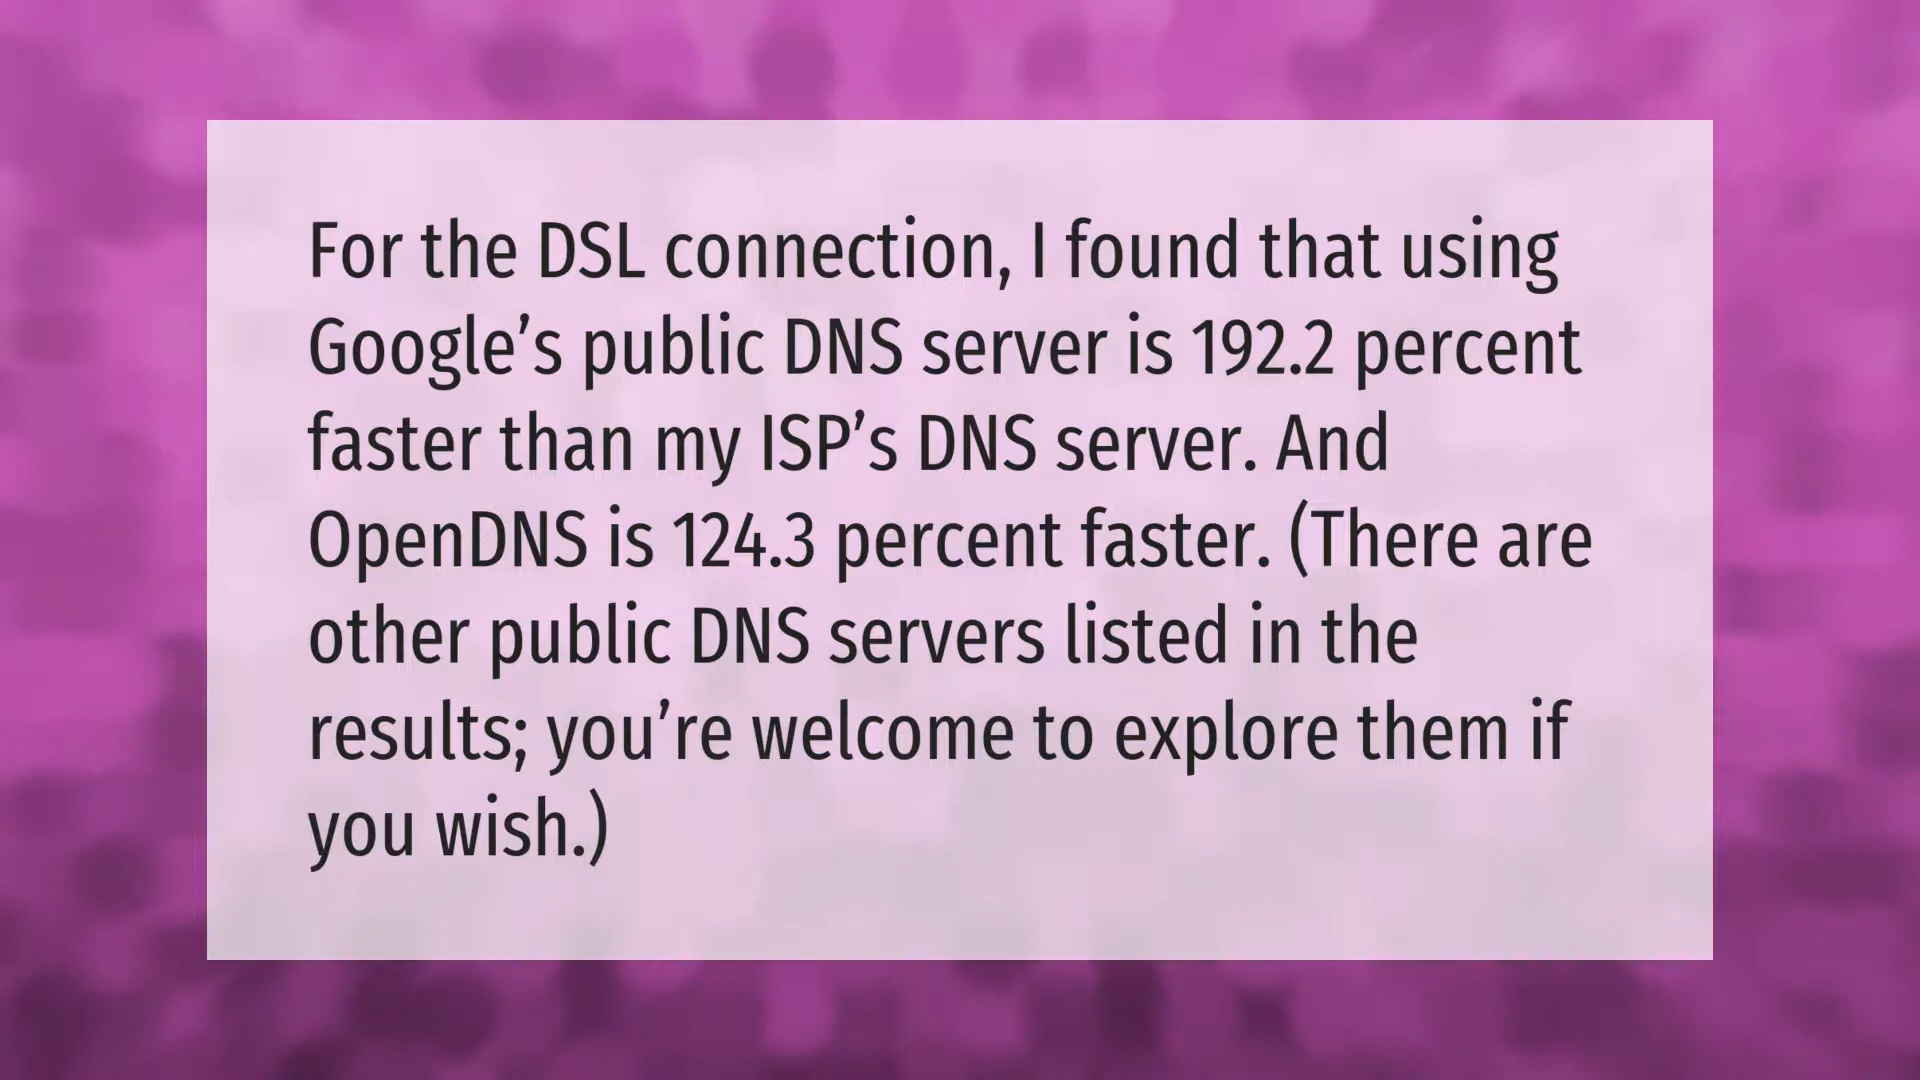 For the DSL connection, I found that using
Google’s public DNS server is 192.2 percent
faster than my ISP’s DNS server. And
OpenDNS is 124.3 percent faster. (There are
other public DNS servers listed in the
results; you’re welcome to explore them if
you wish.)